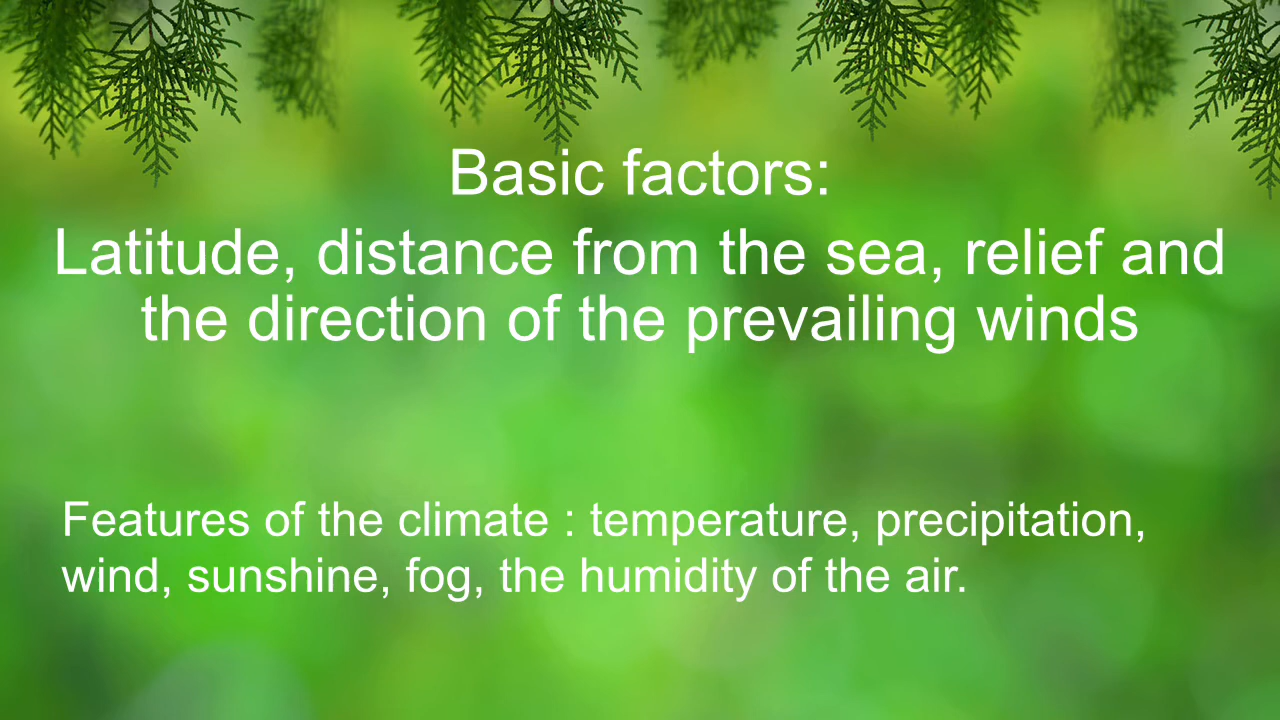 Basic factors:
Latitude, distance from the sea, relief and
the direction of the prevailing winds
Features of the climate : temperature, precipitation,
wind, sunshine, fog, the humidity of the air.